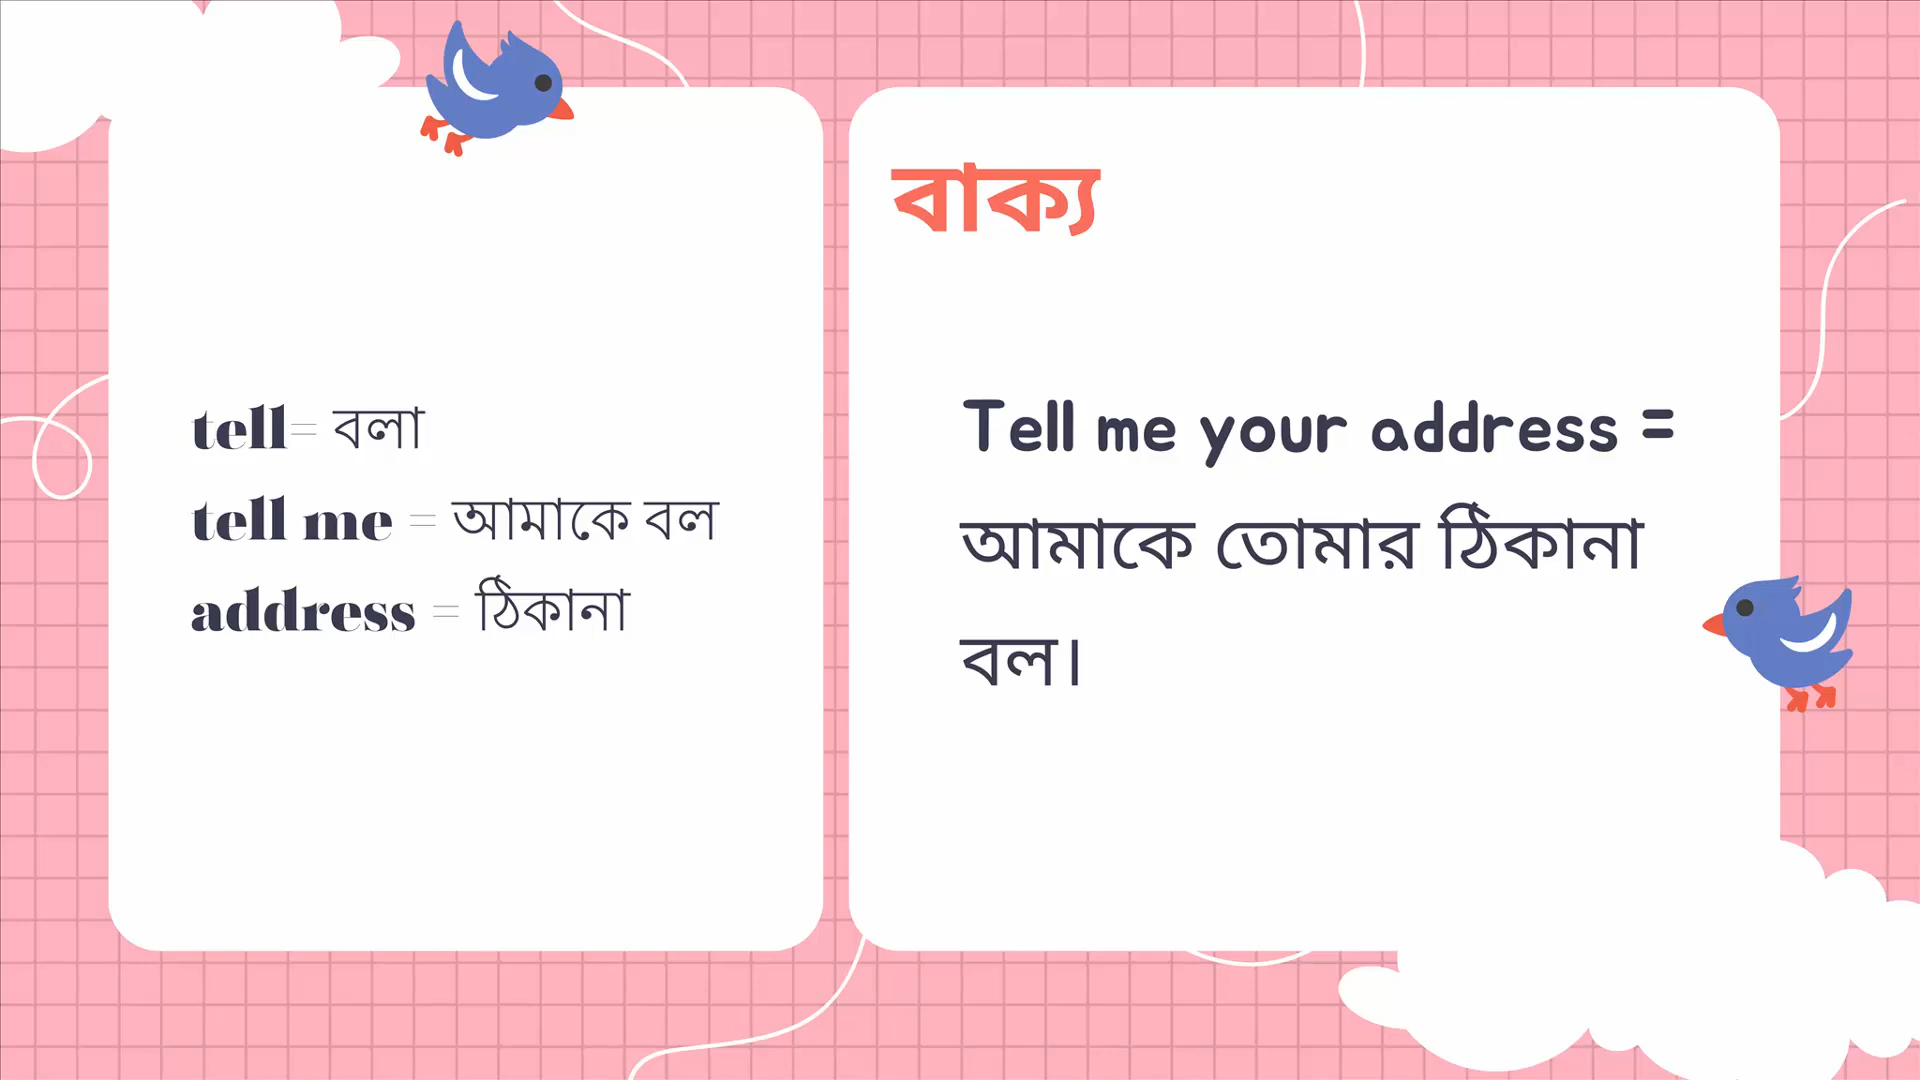 tell= বলা
tell me = আমাকে বল
address = ঠিকানা
বাক্য
Tell me your address =
আমাকে তোমার ঠিকানা
বল।